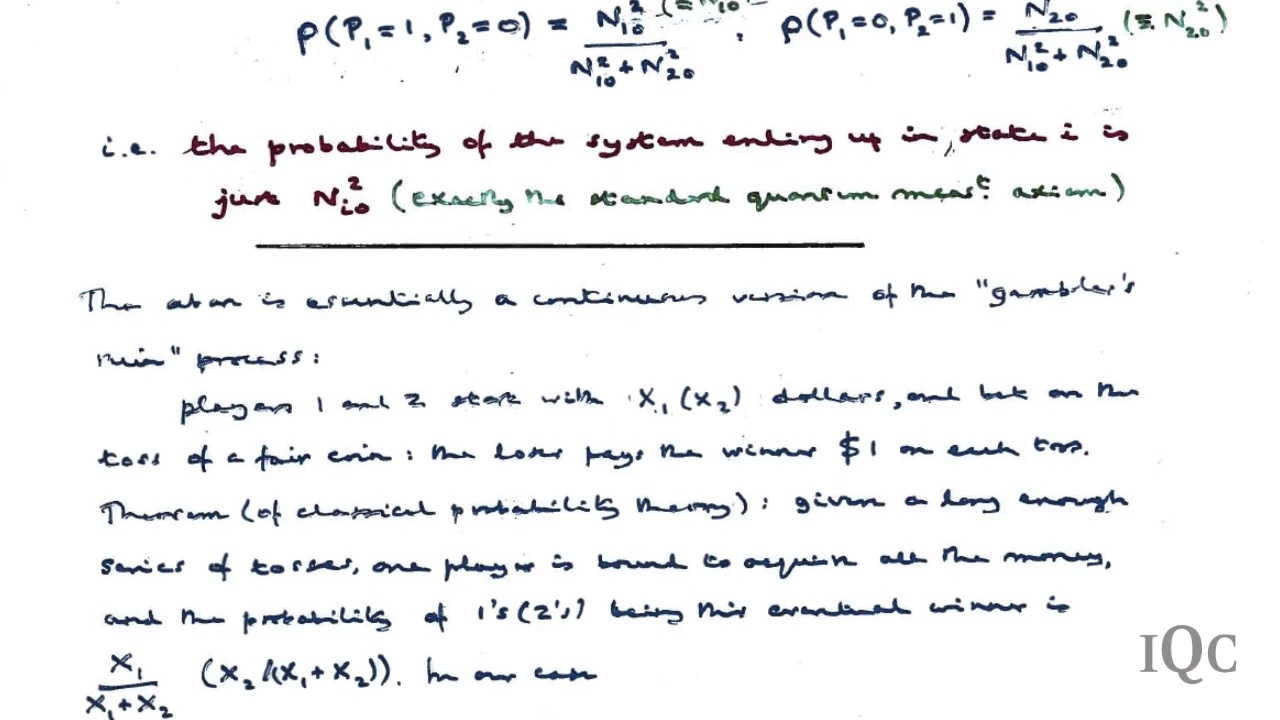 ρ(P₁=1, P₂=0) = N₁₀² / (N₁₀² + N₂₀²) (≡ N₁₀²), ρ(P₁=0, P₂=1) = N₂₀ / (N₁₀² + N₂₀²) (≡ N₂₀²)
i.e. the probability of the system ending up in state i is
just Nᵢ₀² (exactly the standard quantum measᵗ. axiom)
The above is essentially a continuous version of the "gambler's
ruin" process:
players 1 and 2 start with X₁ (X₂) dollars, and bet on the
toss of a fair coin: the loser pays the winner $1 on each toss.
Theorem (of classical probability theory): given a long enough
series of tosses, one player is bound to acquire all the money,
and the probability of 1's (2's) being this eventual winner is
X₁ / (X₁+X₂) (X₂/(X₁+X₂)). In our case
IQC